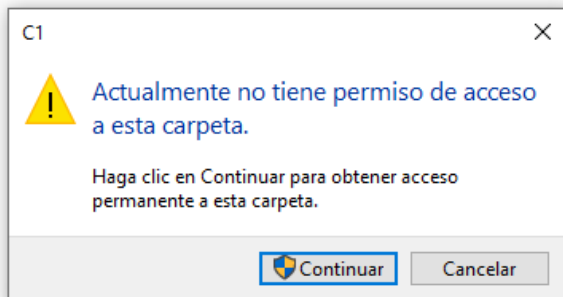 C1
Actualmente no tiene permiso de acceso
a esta carpeta.
Haga clic en Continuar para obtener acceso
permanente a esta carpeta.
Continuar
Cancelar